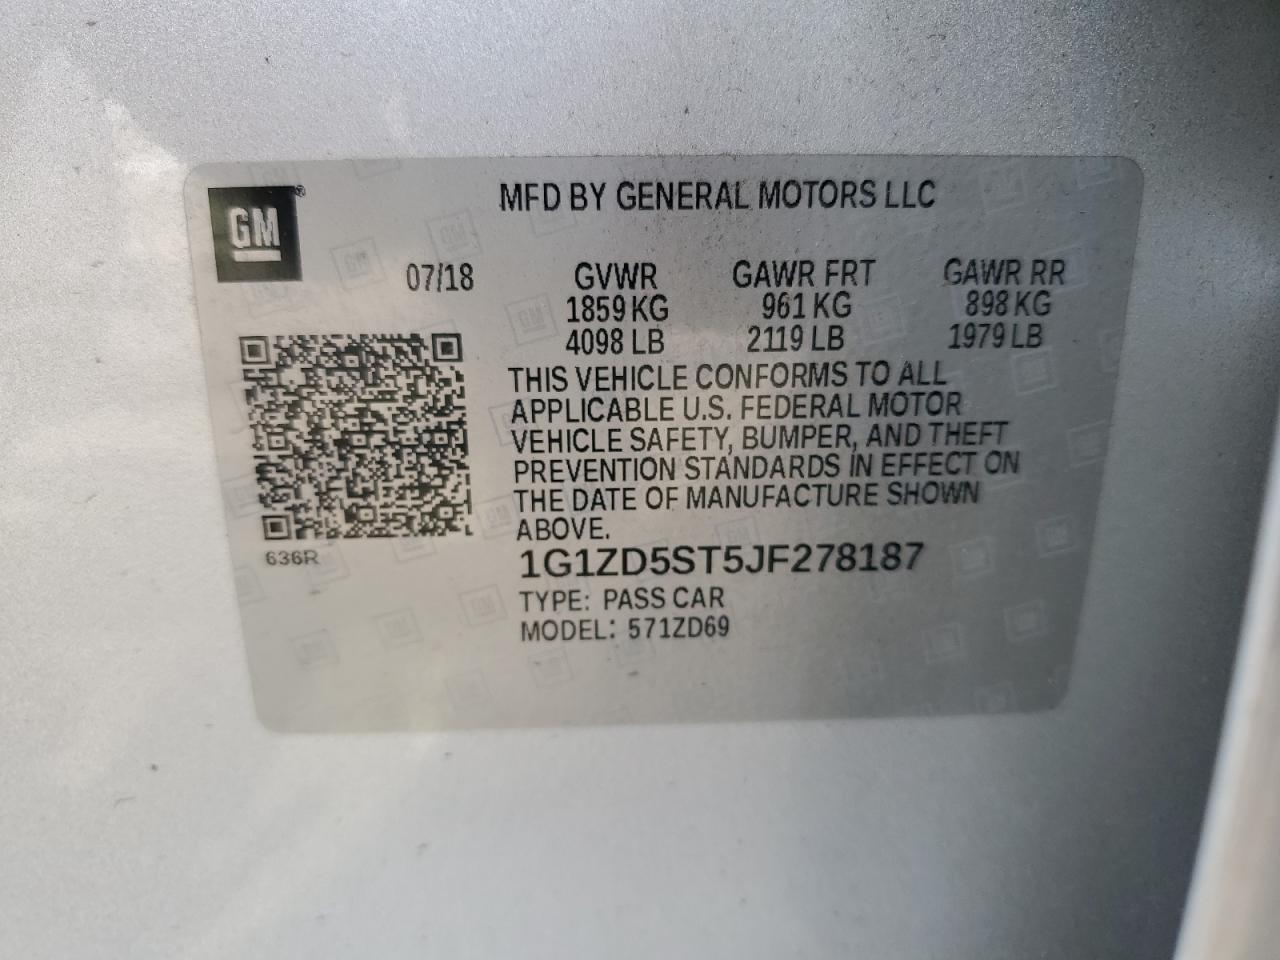 GM ®
MFD BY GENERAL MOTORS LLC
07/18 GVWR GAWR FRT GAWR RR
1859 KG 961 KG 898 KG
4098 LB 2119 LB 1979 LB
THIS VEHICLE CONFORMS TO ALL
APPLICABLE U.S. FEDERAL MOTOR
VEHICLE SAFETY, BUMPER, AND THEFT
PREVENTION STANDARDS IN EFFECT ON
THE DATE OF MANUFACTURE SHOWN
ABOVE.
636R
1G1ZD5ST5JF278187
TYPE: PASS CAR
MODEL: 571ZD69